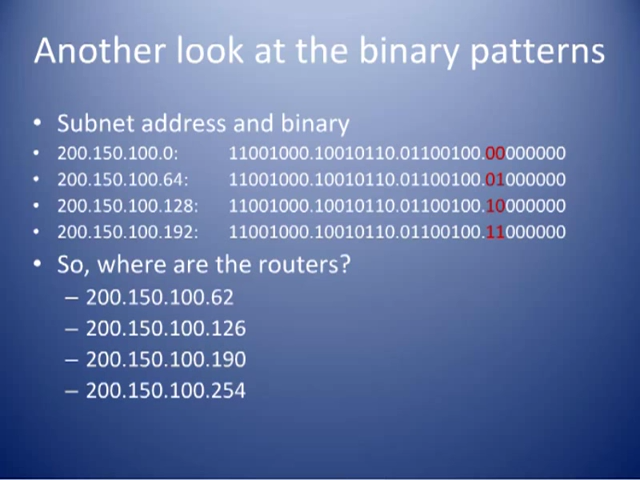 Another look at the binary patterns
• Subnet address and binary
• 200.150.100.0: 11001000.10010110.01100100.00000000
• 200.150.100.64: 11001000.10010110.01100100.01000000
• 200.150.100.128: 11001000.10010110.01100100.10000000
• 200.150.100.192: 11001000.10010110.01100100.11000000
• So, where are the routers?
– 200.150.100.62
– 200.150.100.126
– 200.150.100.190
– 200.150.100.254